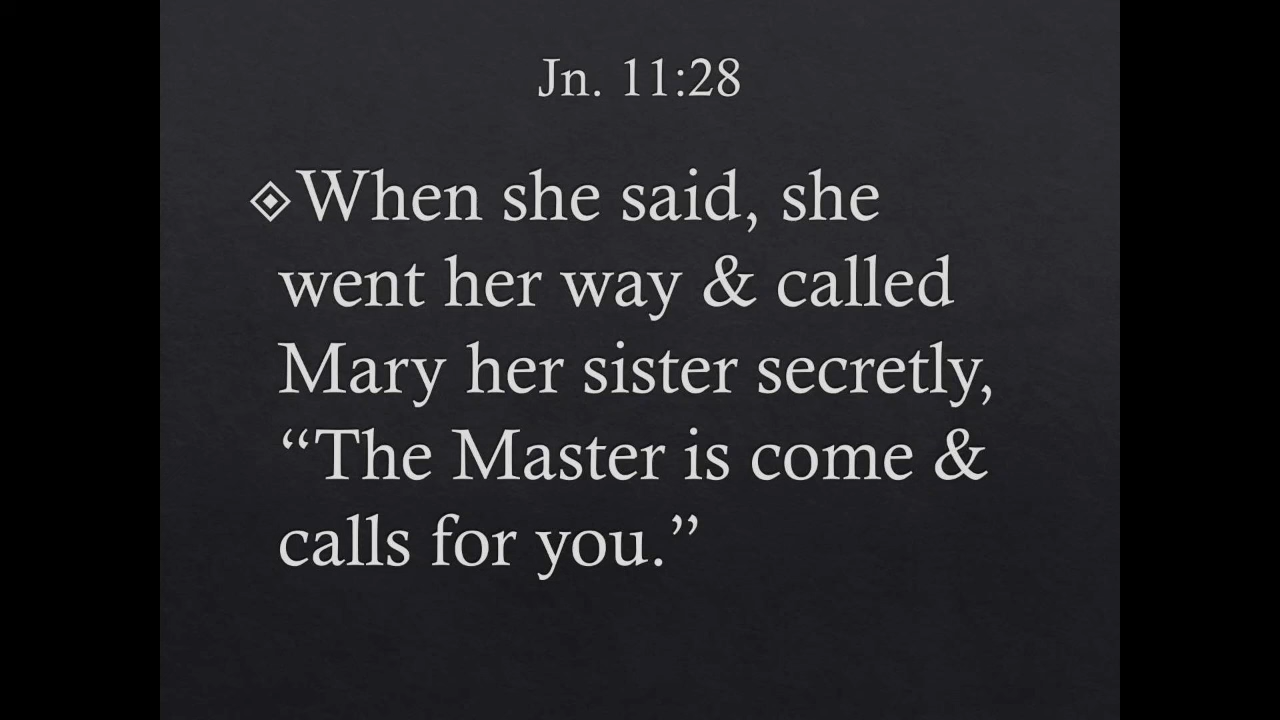 Jn. 11:28
When she said, she
went her way & called
Mary her sister secretly,
“The Master is come &
calls for you.”